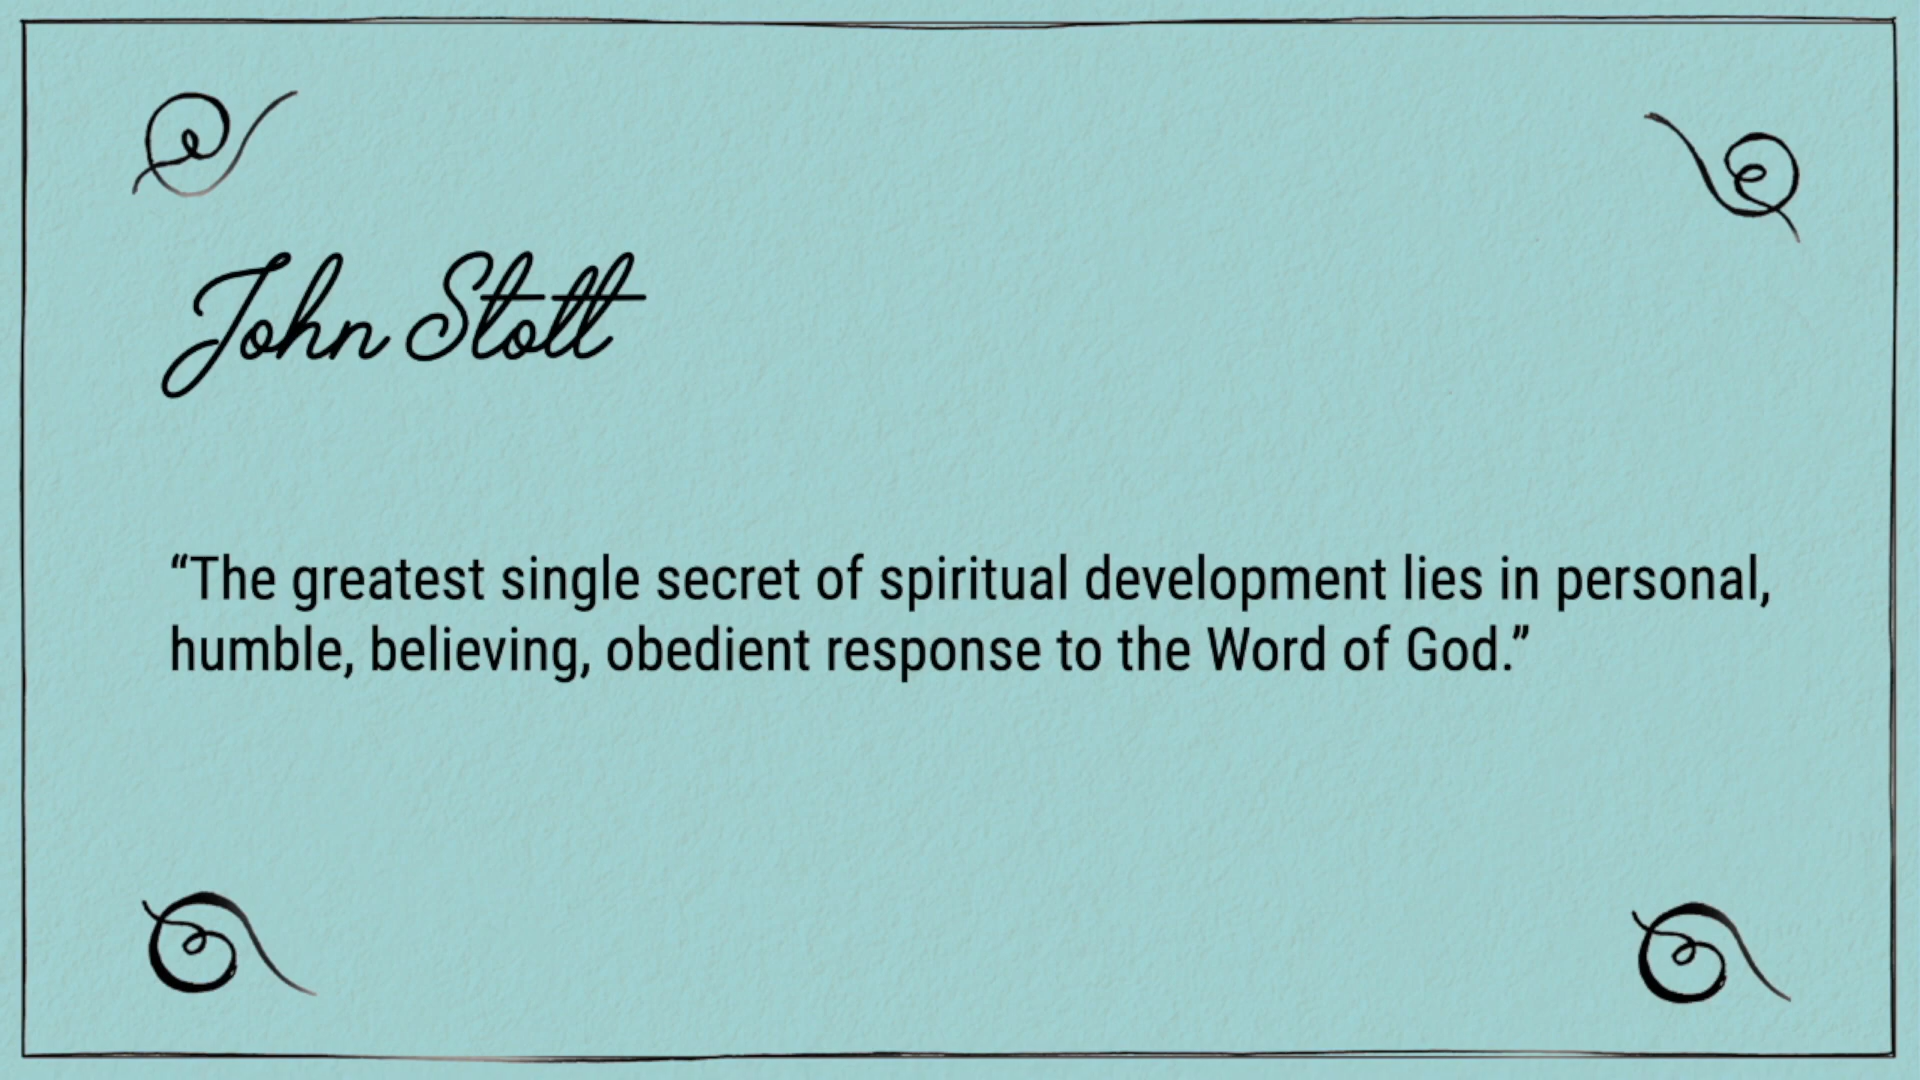 John Stott
“The greatest single secret of spiritual development lies in personal,
humble, believing, obedient response to the Word of God.”